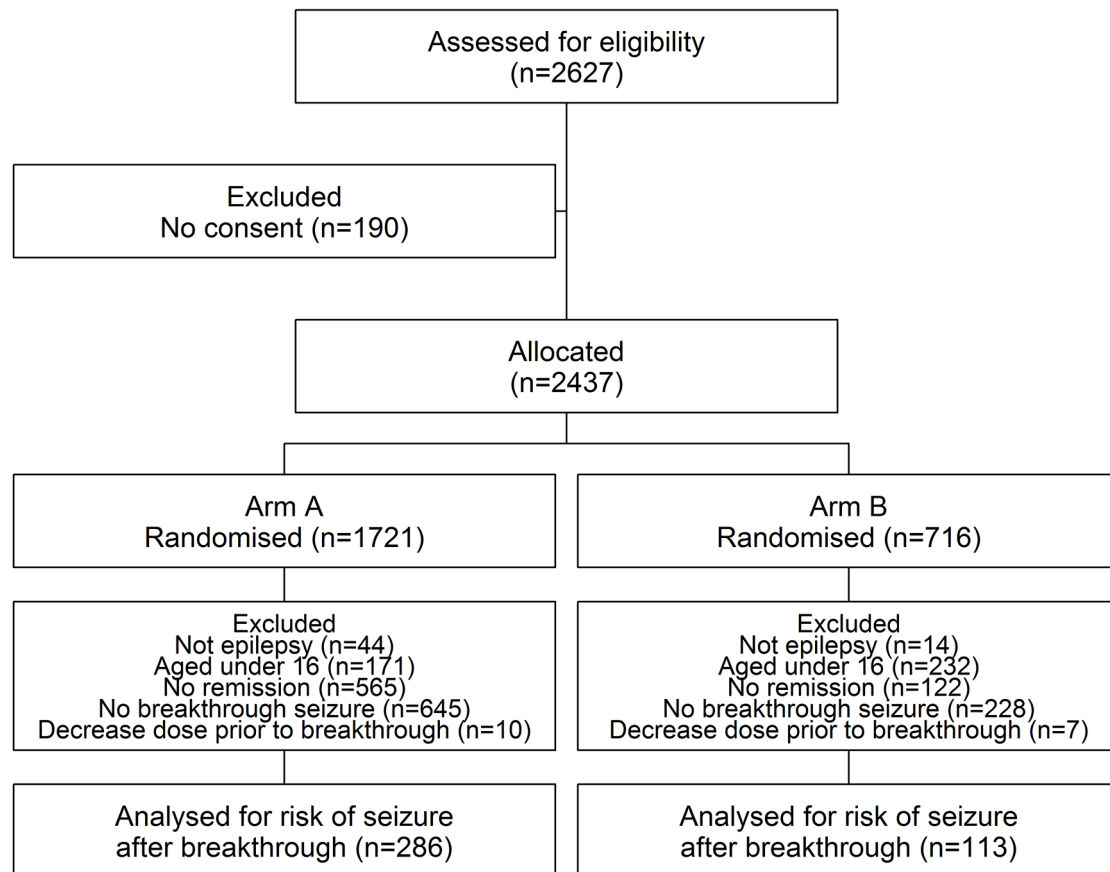 Assessed for eligibility
(n=2627)
Excluded
No consent (n=190)
Allocated
(n=2437)
Arm A
Randomised (n=1721)
Arm B
Randomised (n=716)
Excluded
Not epilepsy (n=44)
Aged under 16 (n=171)
No remission (n=565)
No breakthrough seizure (n=645)
Decrease dose prior to breakthrough (n=10)
Excluded
Not epilepsy (n=14)
Aged under 16 (n=232)
No remission (n=122)
No breakthrough seizure (n=228)
Decrease dose prior to breakthrough (n=7)
Analysed for risk of seizure
after breakthrough (n=286)
Analysed for risk of seizure
after breakthrough (n=113)